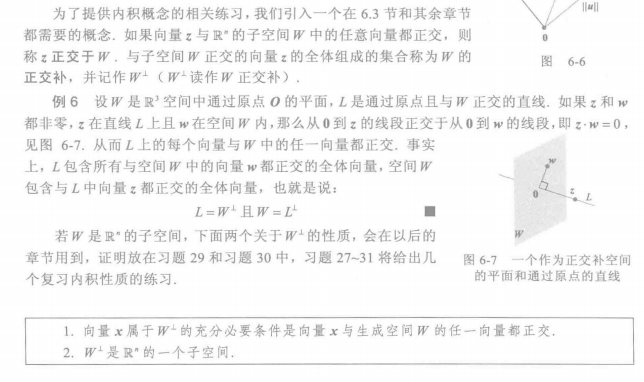 为了提供内积概念的相关练习,我们引入一个在 6.3 节和其余章节
都需要的概念. 如果向量 z 与 ℝⁿ 的子空间 W 中的任意向量都正交,则
称 z 正交于 W . 与子空间 W 正交的向量 z 的全体组成的集合称为 W 的
正交补,并记作 W⊥ (W⊥读作 W 正交补).
||u||
0
图 6-6
例 6 设 W 是 ℝ³ 空间中通过原点 O 的平面, L 是通过原点且与 W 正交的直线. 如果 z 和 w
都非零, z 在直线 L 上且 w 在空间 W 内,那么从 0 到 z 的线段正交于从 0 到 w 的线段,即 z·w=0,
见图 6-7. 从而 L 上的每个向量与 W 中的任一向量都正交. 事实
上, L 包含所有与空间 W 中的向量 w 都正交的全体向量,空间 W
包含与 L 中向量 z 都正交的全体向量,也就是说:
L=W⊥ 且 W=L⊥ ■
w
0
z
L
W
若 W 是 ℝⁿ 的子空间,下面两个关于 W⊥ 的性质,会在以后的
章节用到,证明放在习题 29 和习题 30 中,习题 27~31 将给出几
个复习内积性质的练习.
图 6-7 一个作为正交补空间
的平面和通过原点的直线
1. 向量 x 属于 W⊥ 的充分必要条件是向量 x 与生成空间 W 的任一向量都正交.
2. W⊥ 是 ℝⁿ 的一个子空间.